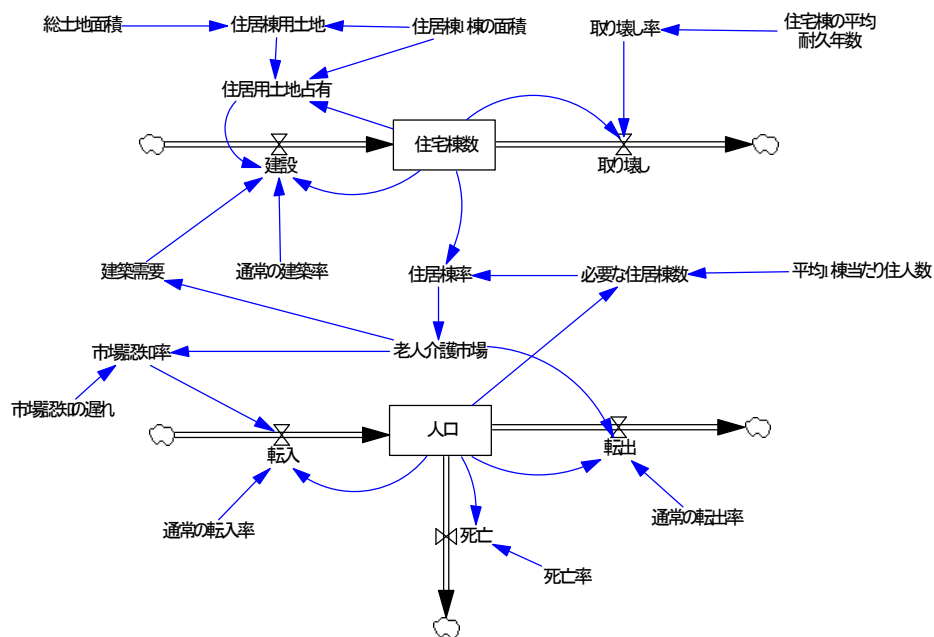 総土地面積
住居棟用土地
住居棟1棟の面積
取り壊し率
住宅棟の平均
耐久年数
住居用土地占有
住宅棟数
建設
取り壊し
建築需要
通常の建築率
住居棟率
必要な住居棟数
平均1棟当たり住人数
市場認知率
老人介護市場
市場認知の遅れ
人口
転入
転出
通常の転入率
死亡
通常の転出率
死亡率